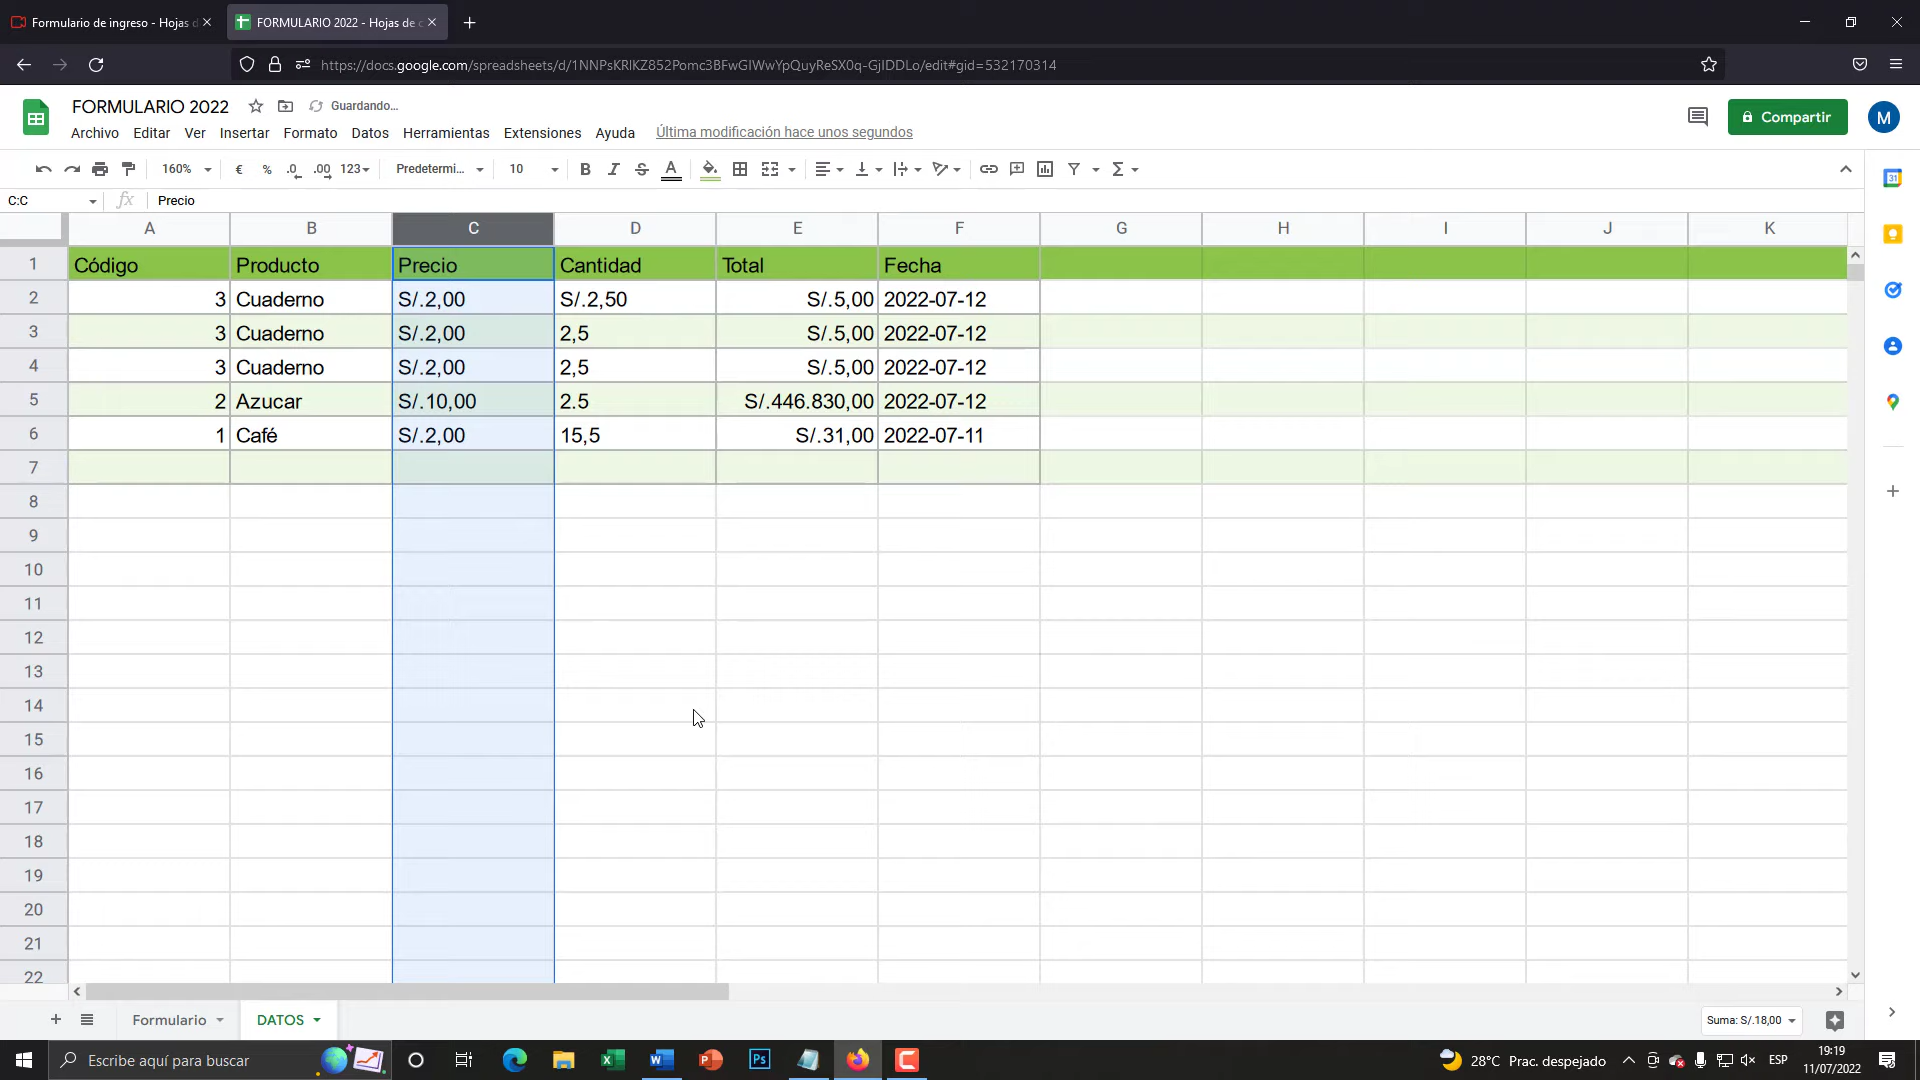 Formulario de ingreso - Hojas d
FORMULARIO 2022 - Hojas de c
https://docs.google.com/spreadsheets/d/1NNPsKRlKZ852Pomc3BFwGIWwYpQuyReSX0q-GjIDDLo/edit#gid=532170314
FORMULARIO 2022
Guardando...
Archivo Editar Ver Insertar Formato Datos Herramientas Extensiones Ayuda Última modificación hace unos segundos
Compartir
M
160% € % .0 .00 123 Predetermi... 10 B I S A Σ
31
C:C fx Precio
A B C D E F G H I J K
1 Código Producto Precio Cantidad Total Fecha
2 3 Cuaderno S/.2,00 S/.2,50 S/.5,00 2022-07-12
3 3 Cuaderno S/.2,00 2,5 S/.5,00 2022-07-12
4 3 Cuaderno S/.2,00 2,5 S/.5,00 2022-07-12
5 2 Azucar S/.10,00 2.5 S/.446.830,00 2022-07-12
6 1 Café S/.2,00 15,5 S/.31,00 2022-07-11
7
8
9
10
11
12
13
14
15
16
17
18
19
20
21
22
Formulario DATOS
Suma: S/.18,00
Escribe aquí para buscar
28°C Prac. despejado
ESP
19:19
11/07/2022